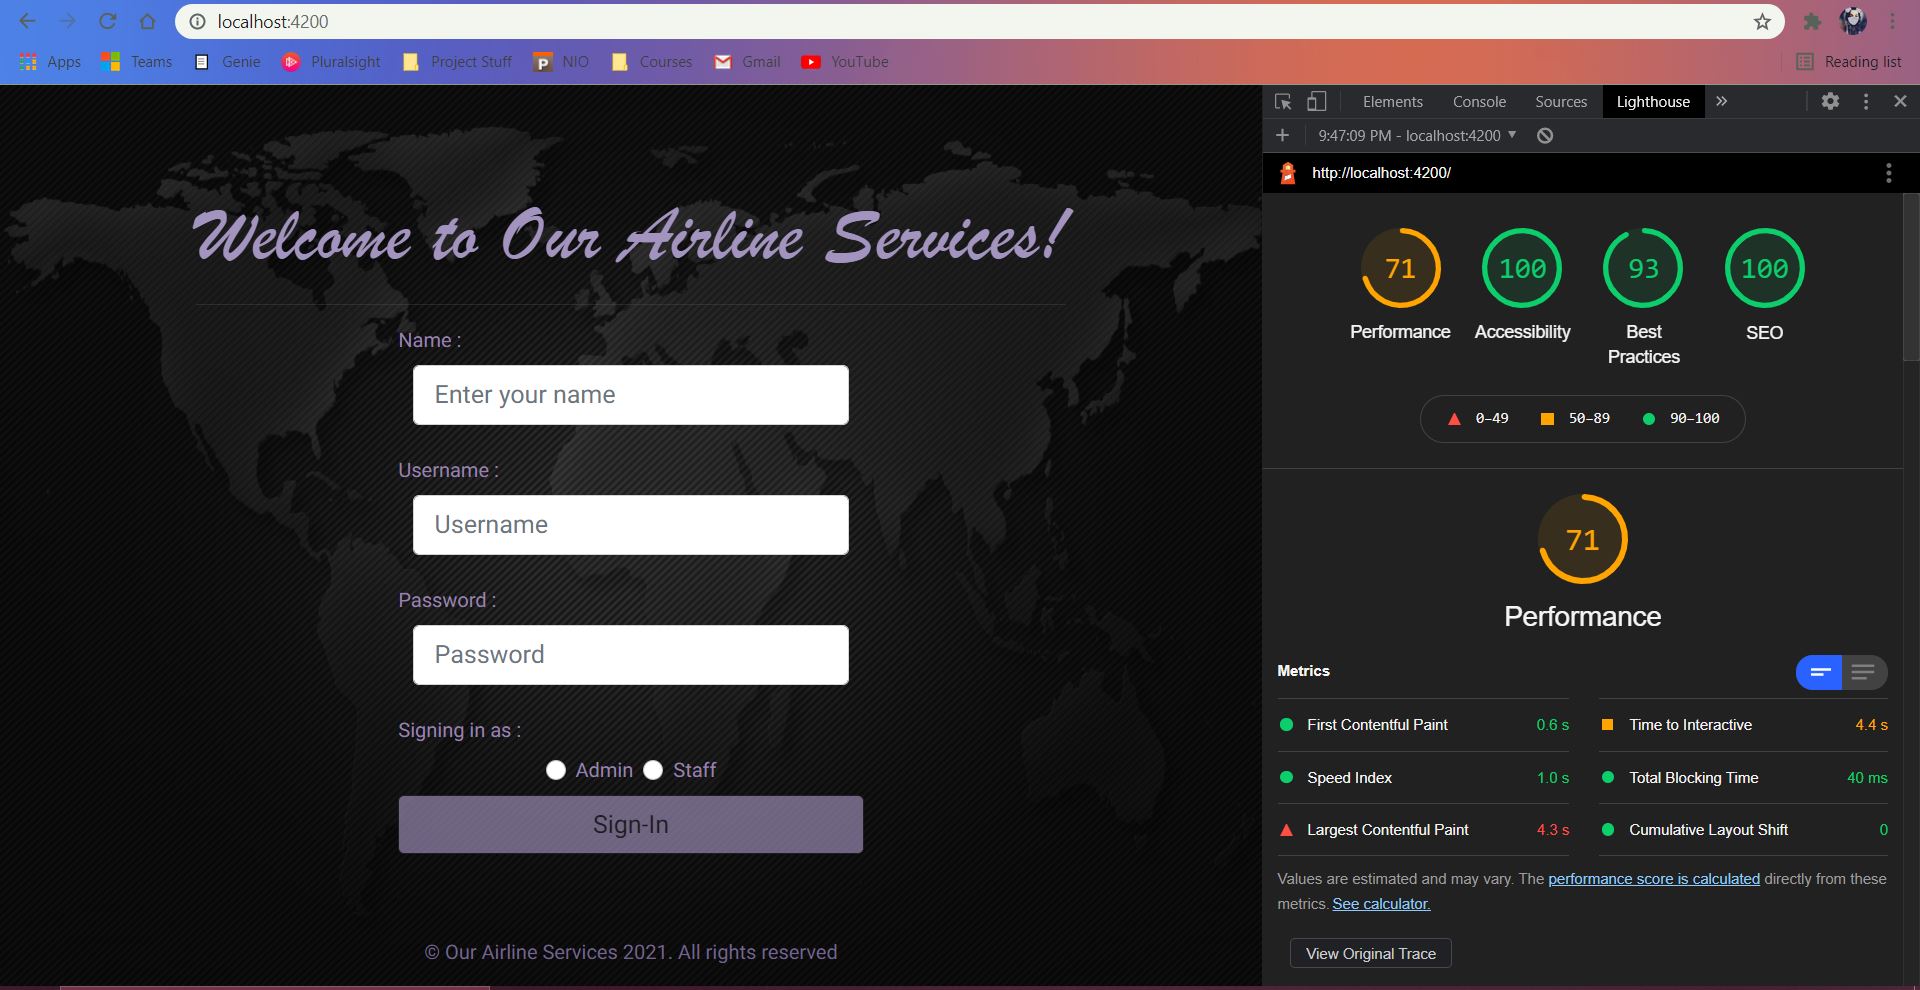 localhost:4200
Apps Teams Genie Pluralsight Project Stuff NIO Courses Gmail YouTube Reading list
Elements Console Sources Lighthouse
9:47:09 PM - localhost:4200
http://localhost:4200/
Welcome to Our Airline Services!
Name :
Enter your name
Username :
Username
Password :
Password
Signing in as :
Admin Staff
Sign-In
© Our Airline Services 2021. All rights reserved
71 100 93 100
Performance Accessibility Best Practices SEO
0–49 50–89 90–100
71
Performance
Metrics
First Contentful Paint 0.6 s
Time to Interactive 4.4 s
Speed Index 1.0 s
Total Blocking Time 40 ms
Largest Contentful Paint 4.3 s
Cumulative Layout Shift 0
Values are estimated and may vary. The performance score is calculated directly from these
metrics. See calculator.
View Original Trace